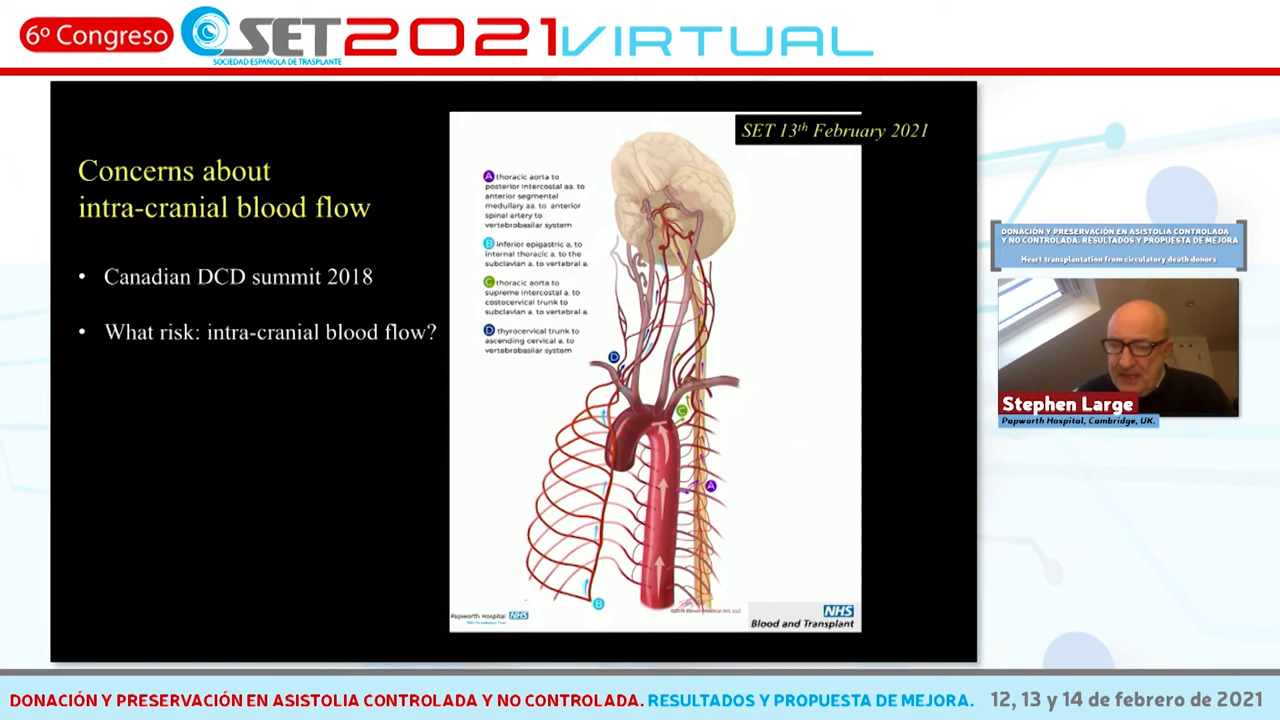 6º Congreso
SET 2021 VIRTUAL
SOCIEDAD ESPAÑOLA DE TRASPLANTE
SET 13th February 2021
Concerns about
intra-cranial blood flow
• Canadian DCD summit 2018
• What risk: intra-cranial blood flow?
A thoracic aorta to
posterior intercostal aa. to
anterior segmental
medullary aa. to anterior
spinal artery to
vertebrobasilar system
B inferior epigastric a. to
internal thoracic a. to the
subclavian a. to vertebral a.
C thoracic aorta to
supreme intercostal a. to
costocervical trunk to
subclavian a. to vertebral a.
D thyrocervical trunk to
ascending cervical a. to
vertebrobasilar system
D
C
A
B
Papworth Hospital NHS
NHS
Blood and Transplant
DONACIÓN Y PRESERVACIÓN EN ASISTOLIA CONTROLADA
Y NO CONTROLADA. RESULTADOS Y PROPUESTA DE MEJORA
Heart transplantation from circulatory death donors
Stephen Large
Papworth Hospital, Cambridge, UK.
DONACIÓN Y PRESERVACIÓN EN ASISTOLIA CONTROLADA Y NO CONTROLADA. RESULTADOS Y PROPUESTA DE MEJORA. 12, 13 y 14 de febrero de 2021